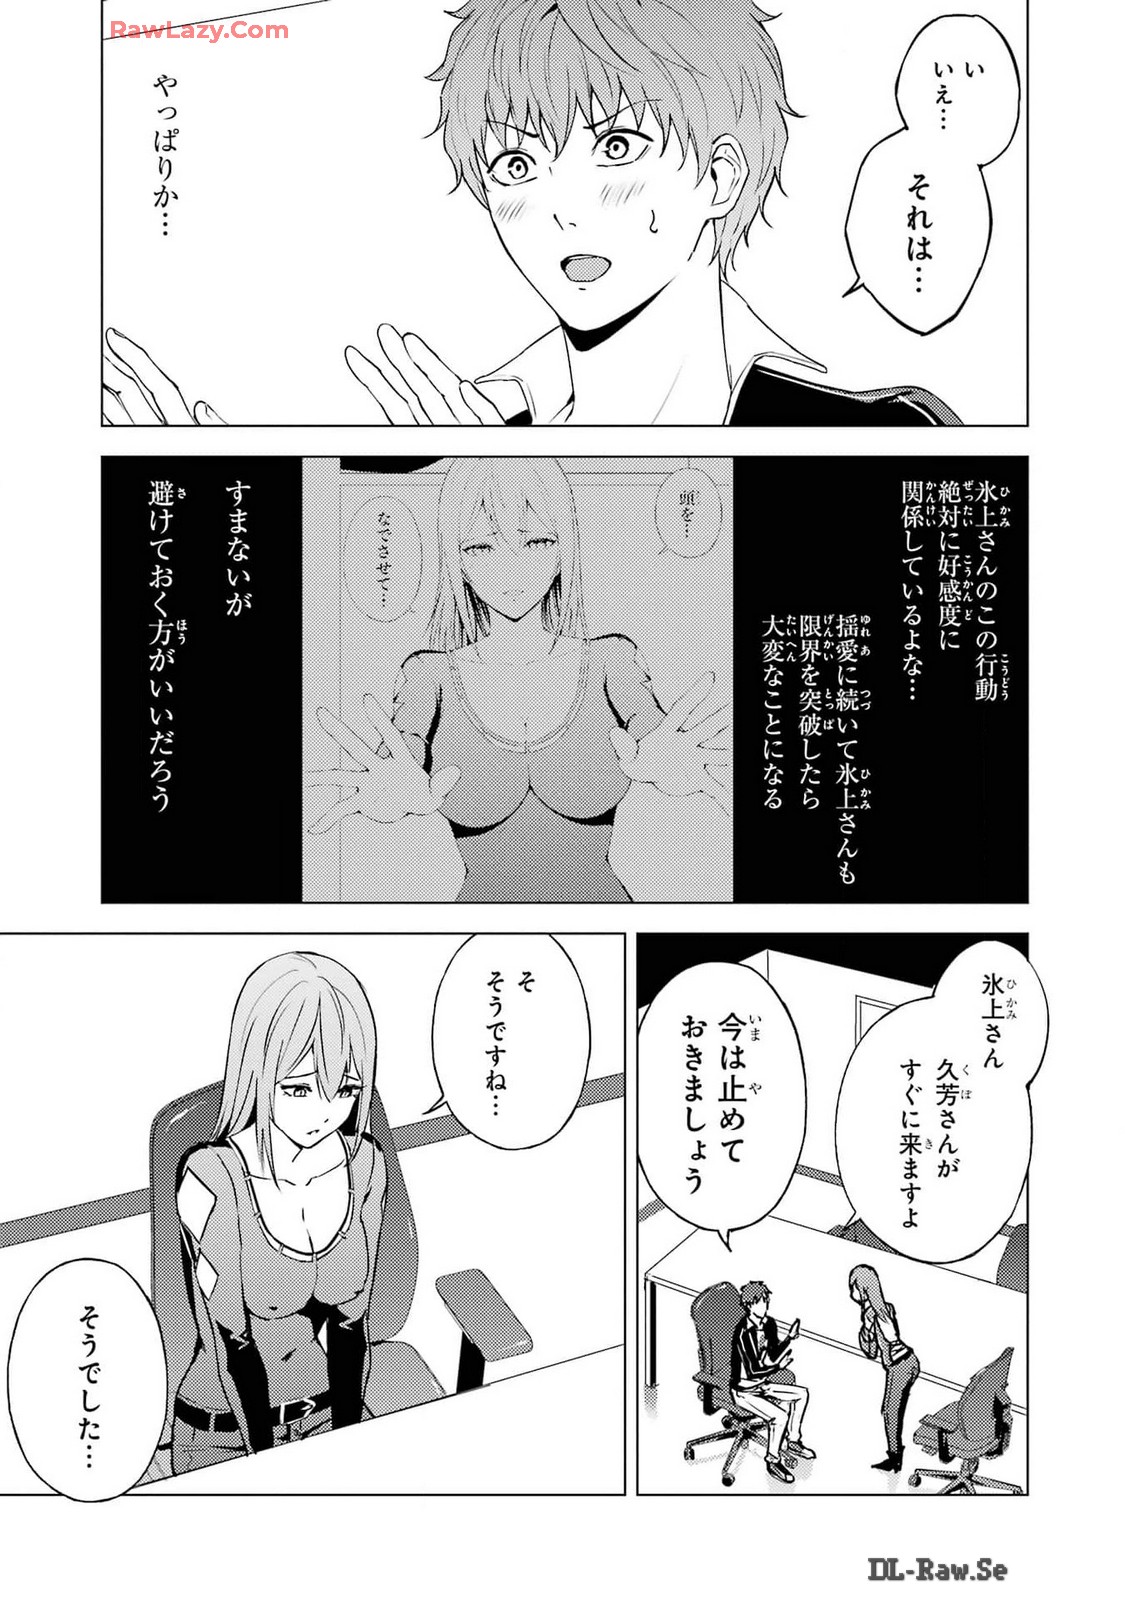 RawLazy.Com
い
いえ…
それは…
やっぱりか…
氷上さんのこの行動
絶対に好感度に
関係しているよな…
揺愛に続いて氷上さんも
限界を突破したら
大変なことになる
頭を…
なでさせて…
すまないが
避けておく方がいいだろう
氷上さん
久芳さんが
すぐに来ますよ
今は止めて
おきましょう
そ
そうですね…
そうでした…
DL-Raw.Se